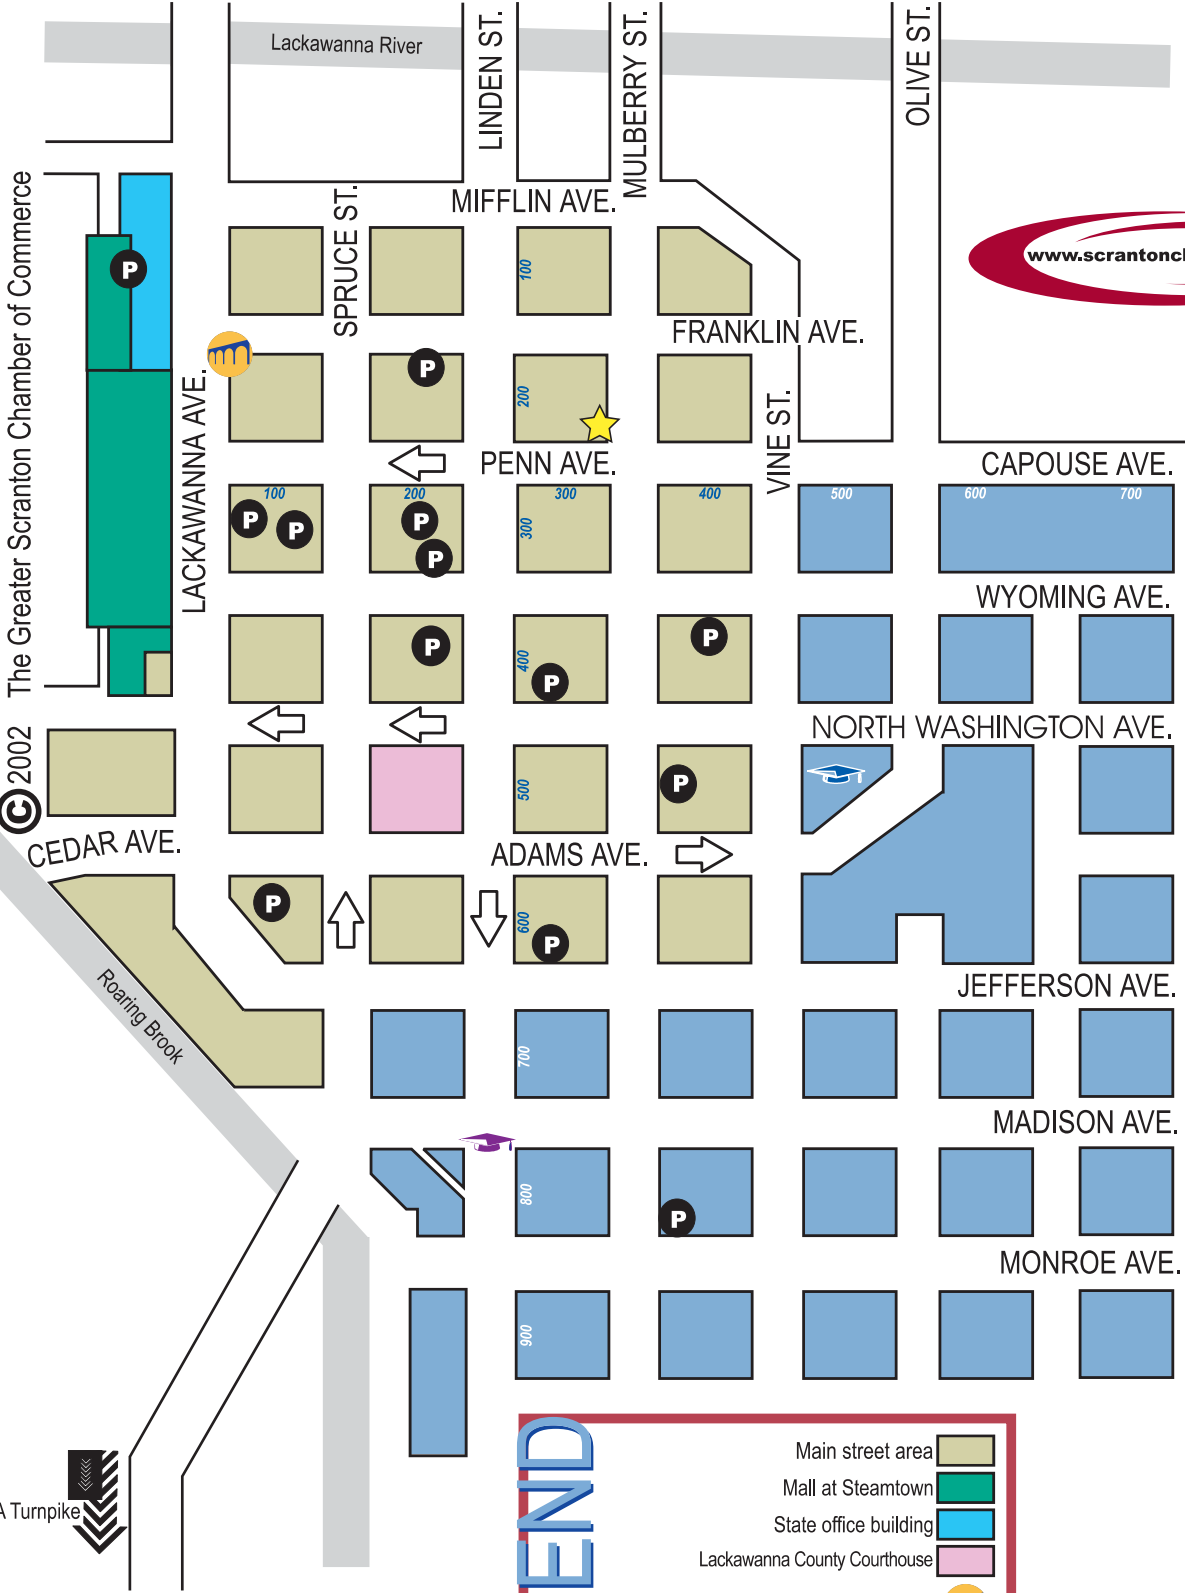 Lackawanna River
LINDEN ST.
MULBERRY ST.
OLIVE ST.
MIFFLIN AVE.
SPRUCE ST.
The Greater Scranton Chamber of Commerce
© 2002
P
100
www.scrantonc
FRANKLIN AVE.
LACKAWANNA AVE.
P
200
VINE ST.
PENN AVE.
CAPOUSE AVE.
100
200
300
400
500
600
700
P
P
P
P
300
WYOMING AVE.
P
400
P
P
NORTH WASHINGTON AVE.
500
P
CEDAR AVE.
ADAMS AVE.
P
600
P
Roaring Brook
JEFFERSON AVE.
700
MADISON AVE.
800
P
MONROE AVE.
900
END
Main street area
Mall at Steamtown
State office building
Lackawanna County Courthouse
A Turnpike